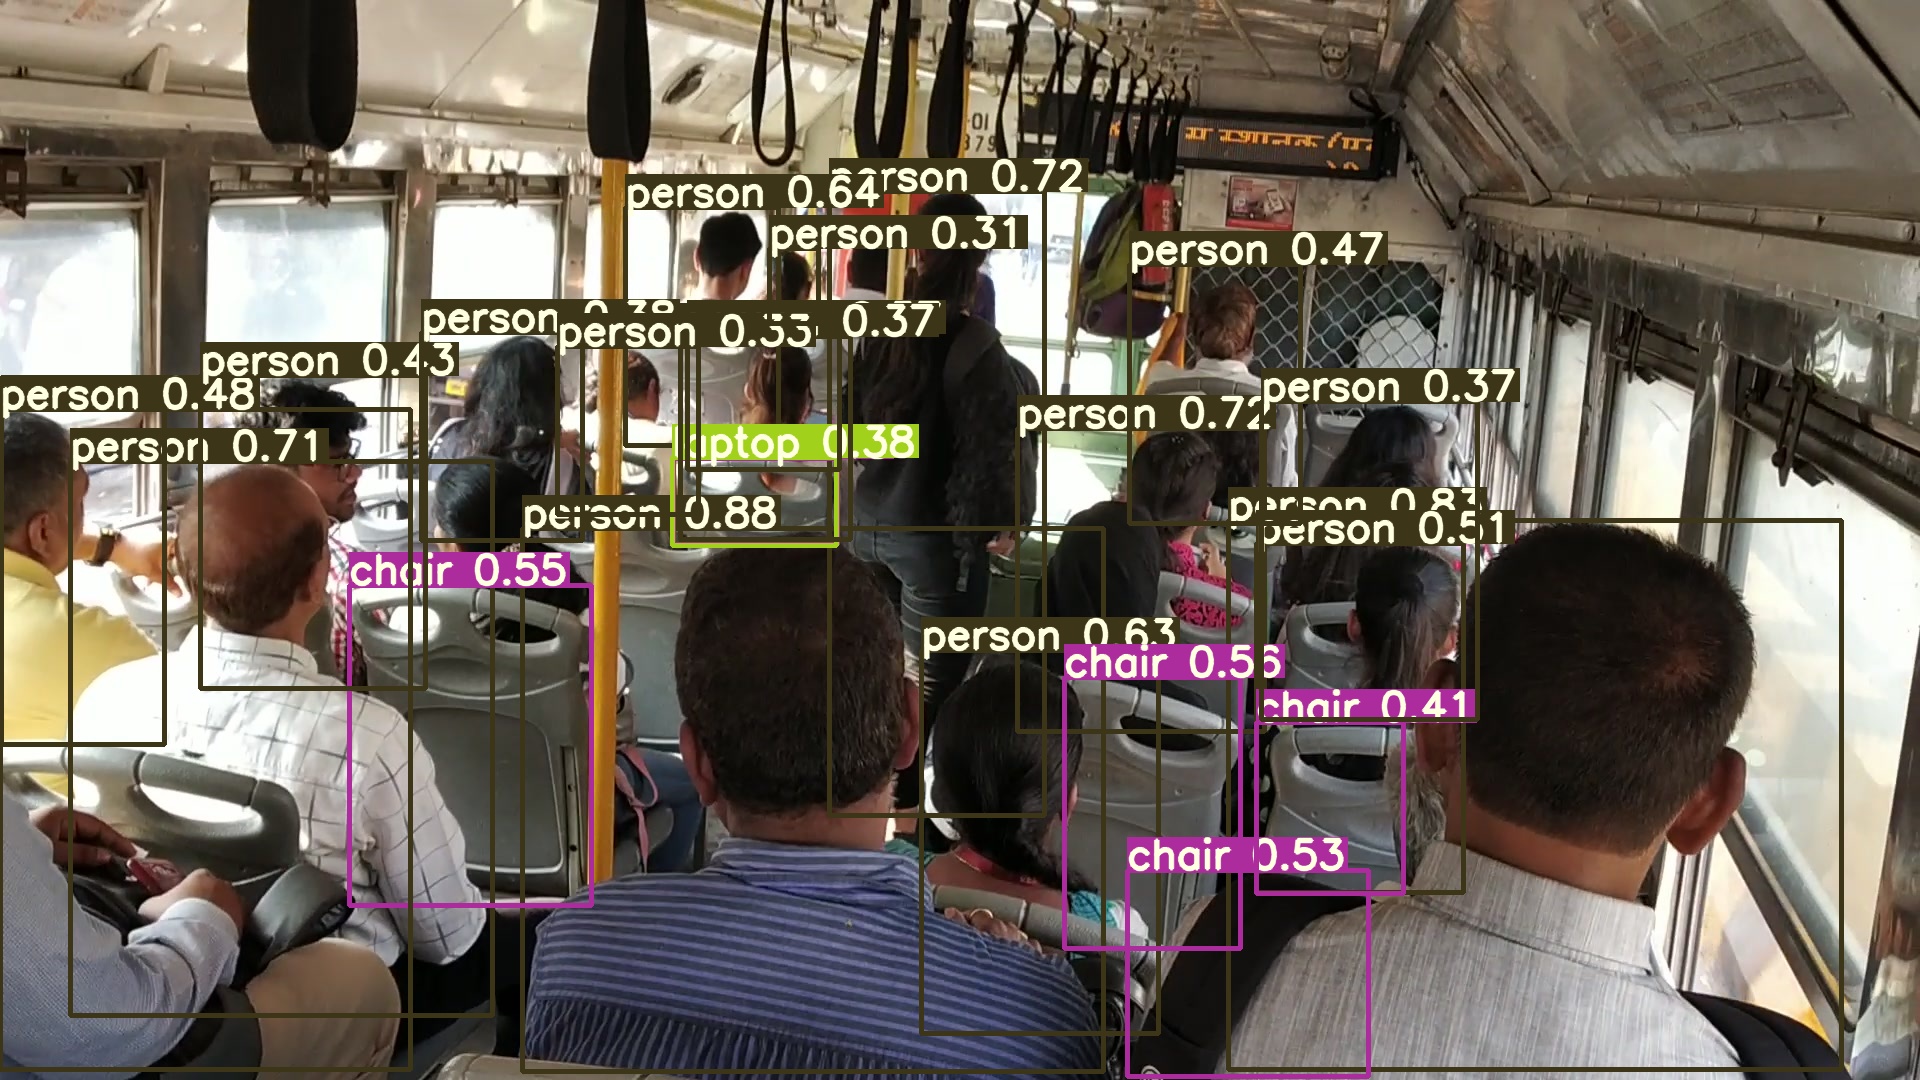 01
379
person 0.72
person 0.64
person 0.31
person 0.47
person 0.38
0.37
person 0.33
person 0.43
person 0.37
person 0.48
person 0.72
person 0.71
laptop 0.38
person 0.83
person 0.88
person 0.51
chair 0.55
person 0.63
chair 0.56
chair 0.41
chair 0.53